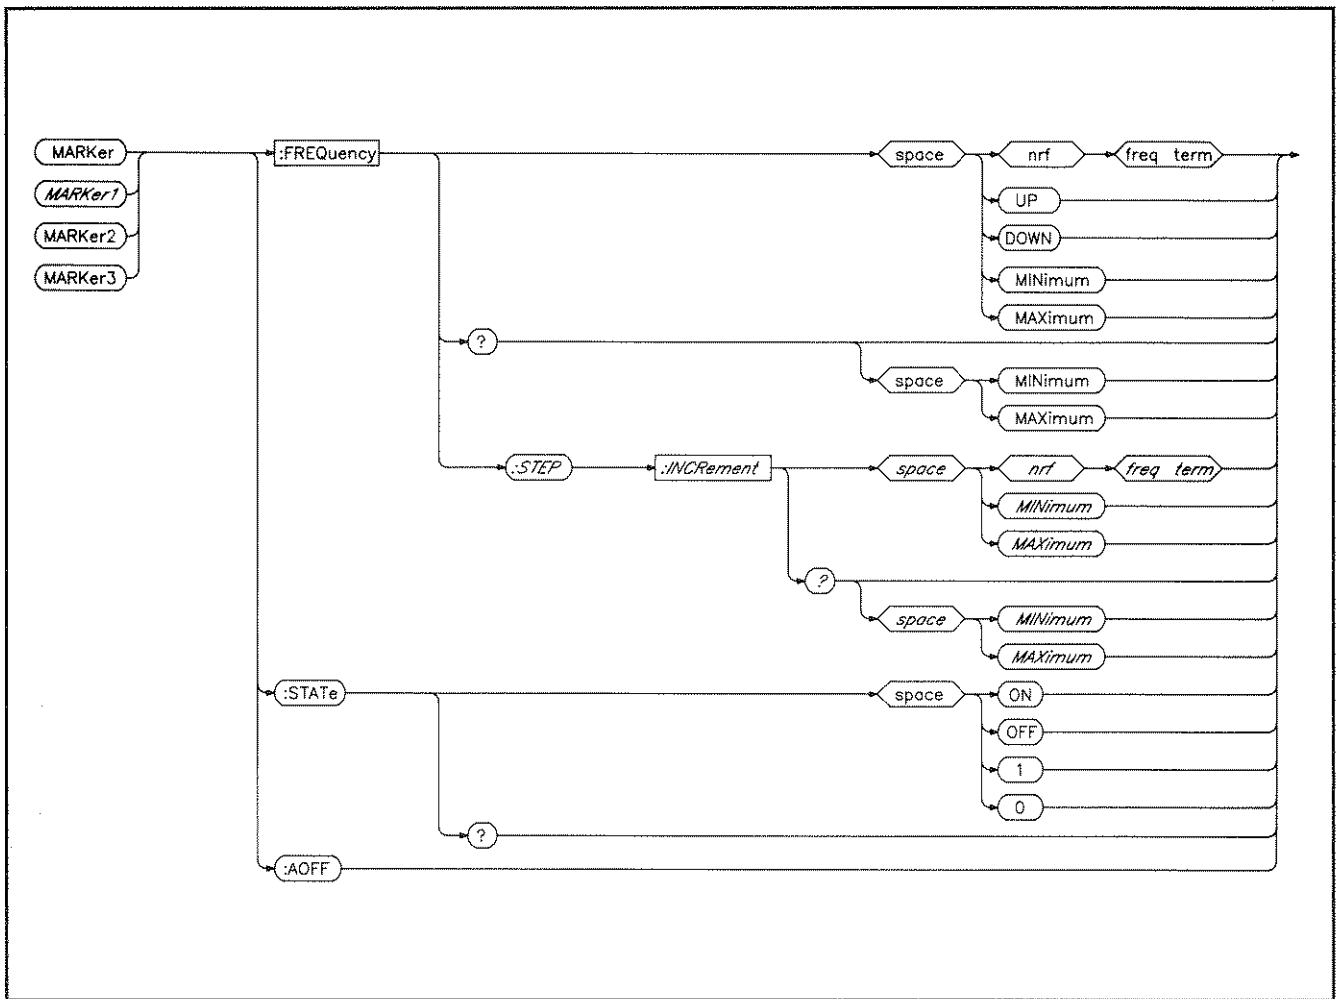 MARKer :FREQuency space nrf freq term
MARKer1 UP
MARKer2 DOWN
MARKer3 MINimum
MAXimum
?
space MINimum
MAXimum
:STEP :INCRement space nrf freq term
MINimum
MAXimum
?
space MINimum
MAXimum
:STATe space ON
OFF
1
0
?
:AOFF